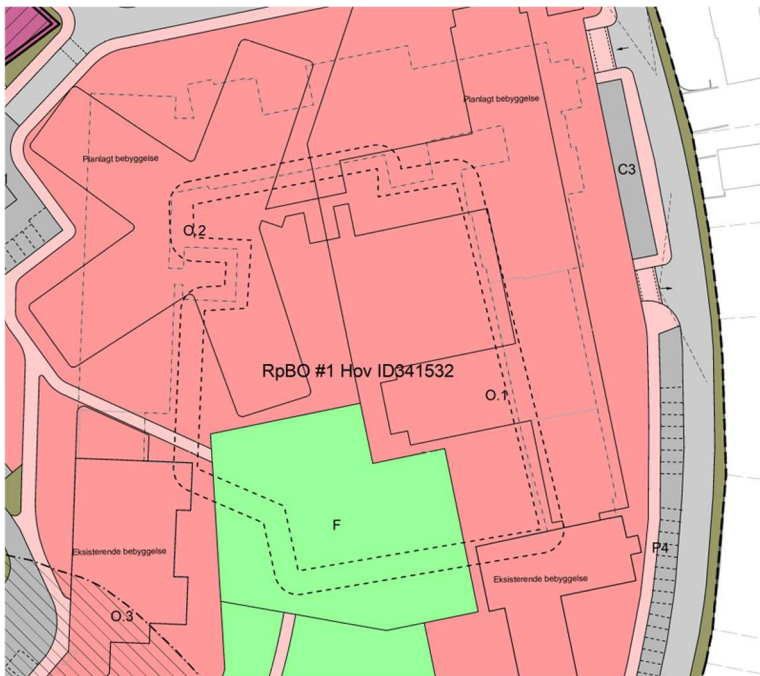 Planlagt bebyggelse
Planlagt bebyggelse
C3
O.2
RpBO #1 Hov ID341532
O.1
F
P4
Eksisterende bebyggelse
Eksisterende bebyggelse
O.3